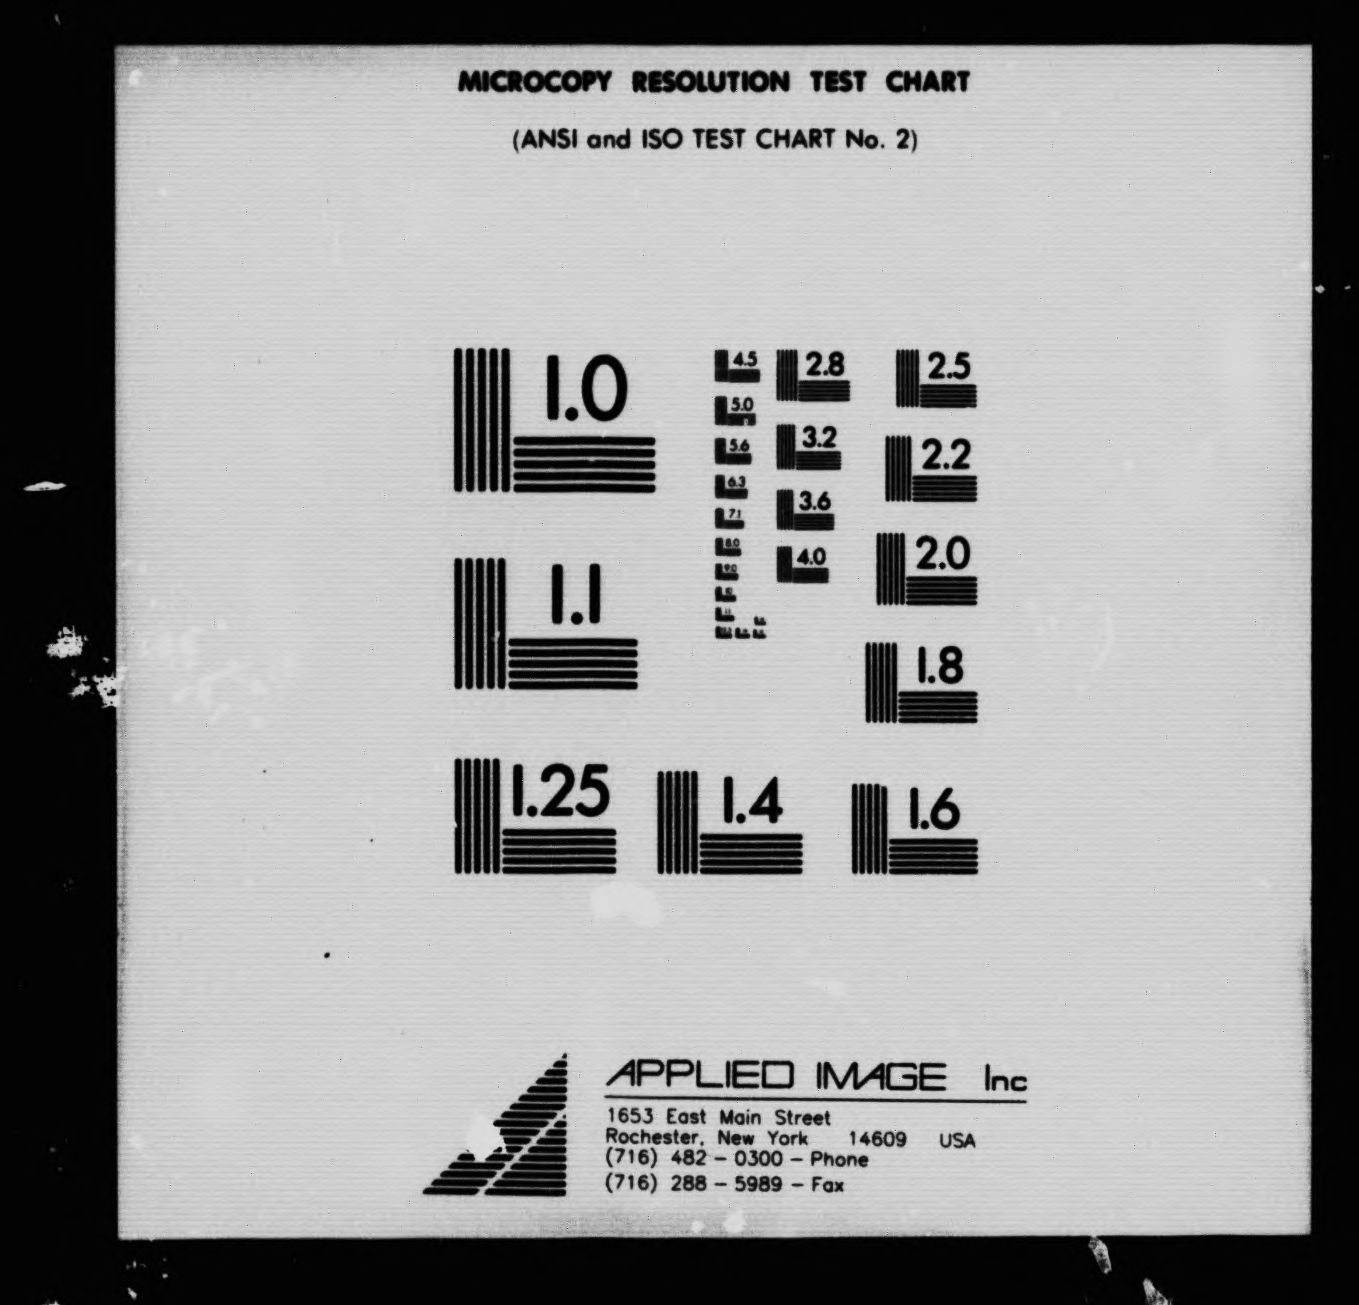 MICROCOPY RESOLUTION TEST CHART
(ANSI and ISO TEST CHART No. 2)
1.0
1.1
1.25
1.4
1.6
1.8
2.0
2.2
2.5
2.8
3.2
3.6
4.0
4.5
5.0
5.6
6.3
7.1
8.0
9.0
APPLIED IMAGE Inc
1653 East Main Street
Rochester, New York 14609 USA
(716) 482 - 0300 - Phone
(716) 288 - 5989 - Fax